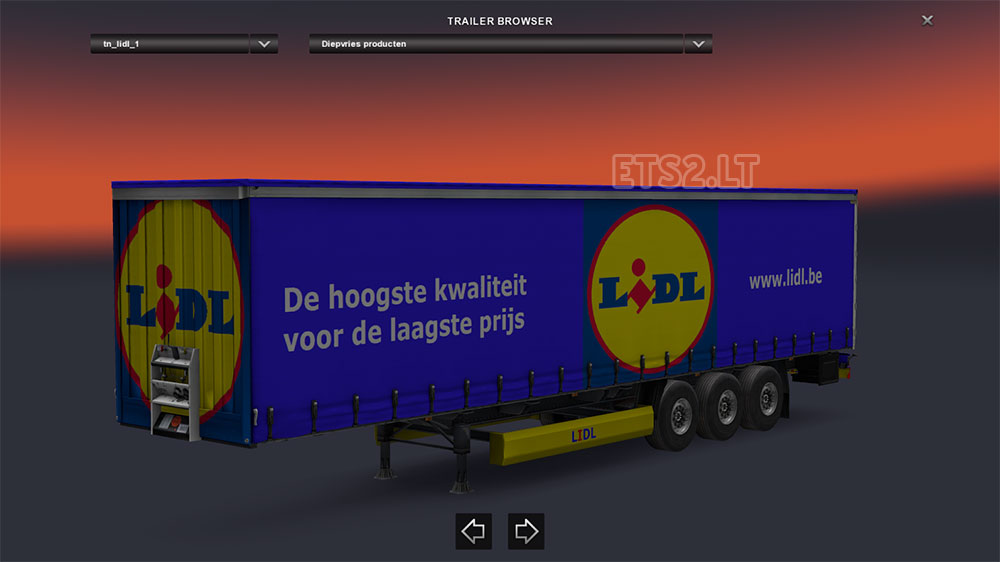 TRAILER BROWSER
tn_lidl_1
Diepvries producten
ETS2.LT
LiDL
De hoogste kwaliteit
voor de laagste prijs
LiDL
www.lidl.be
LIDL